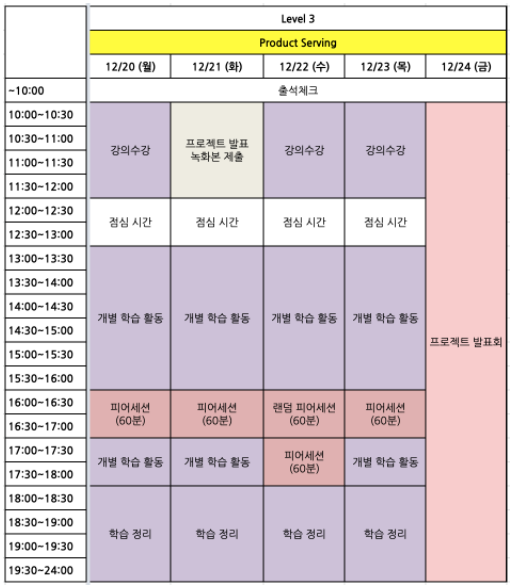 Level 3
Product Serving
12/20 (월) 12/21 (화) 12/22 (수) 12/23 (목) 12/24 (금)
~10:00 출석체크
10:00~10:30
10:30~11:00
11:00~11:30
11:30~12:00
강의수강 프로젝트 발표 강의수강 강의수강
녹화본 제출
12:00~12:30
12:30~13:00
점심 시간 점심 시간 점심 시간 점심 시간
13:00~13:30
13:30~14:00
14:00~14:30
14:30~15:00
15:00~15:30
15:30~16:00
개별 학습 활동 개별 학습 활동 개별 학습 활동 개별 학습 활동
프로젝트 발표회
16:00~16:30 피어세션 피어세션 랜덤 피어세션 피어세션
16:30~17:00 (60분) (60분) (60분) (60분)
17:00~17:30
17:30~18:00
개별 학습 활동 개별 학습 활동 피어세션 개별 학습 활동
(60분)
18:00~18:30
18:30~19:00
19:00~19:30
19:30~24:00
학습 정리 학습 정리 학습 정리 학습 정리